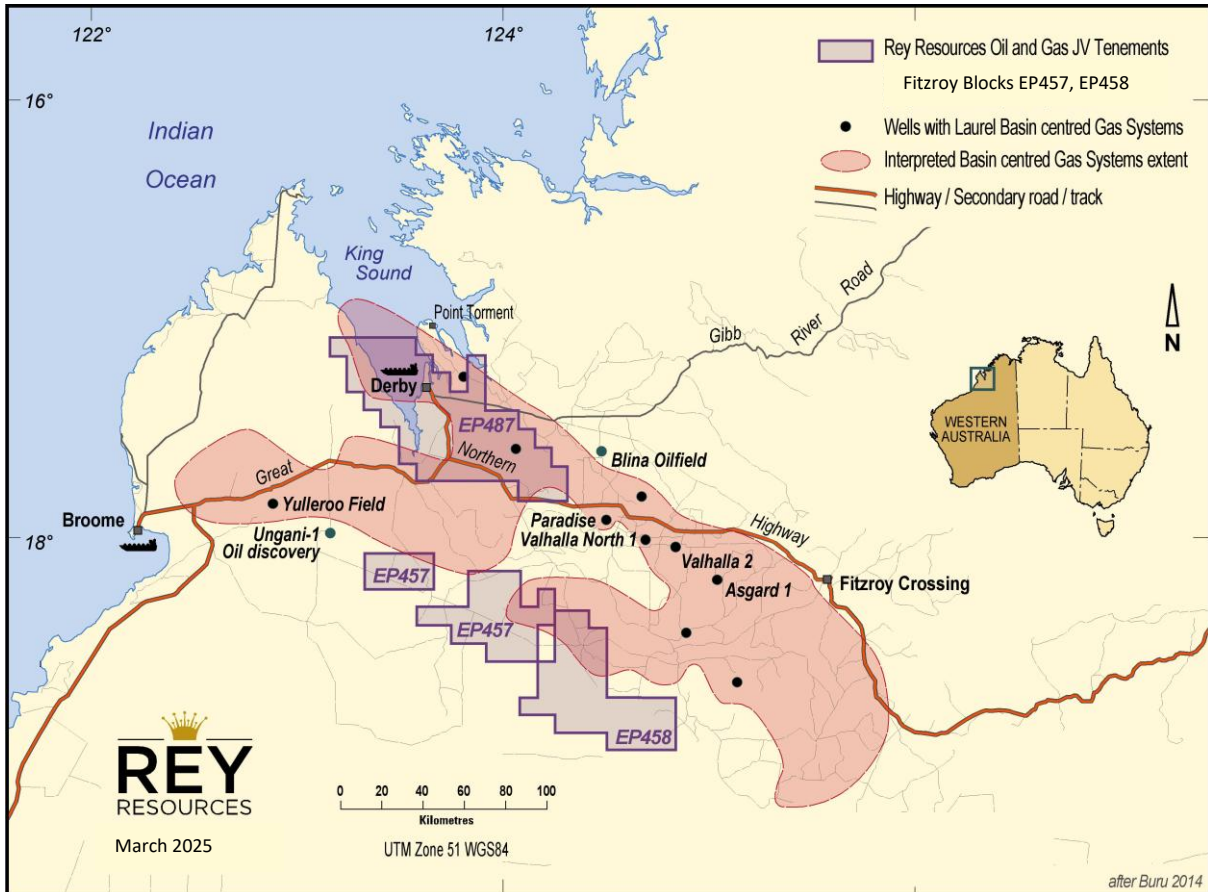 122°
124°
16°
18°
Rey Resources Oil and Gas JV Tenements
Fitzroy Blocks EP457, EP458
Wells with Laurel Basin centred Gas Systems
Interpreted Basin centred Gas Systems extent
Highway / Secondary road / track
Indian
Ocean
King
Sound
Point Torment
Gibb
River
Road
N
WESTERN
AUSTRALIA
Derby
EP487
Northern
Great
Blina Oilfield
Yulleroo Field
Broome
Ungani-1
Oil discovery
Paradise
Valhalla North 1
Highway
Valhalla 2
Asgard 1
Fitzroy Crossing
EP457
EP457
EP458
REY
RESOURCES
March 2025
0 20 40 60 80 100
Kilometres
UTM Zone 51 WGS84
after Buru 2014